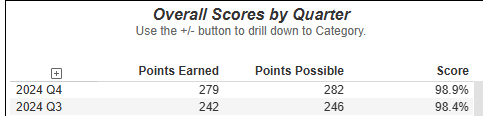 Overall Scores by Quarter
Use the +/- button to drill down to Category.
Points Earned Points Possible Score
2024 Q4 279 282 98.9%
2024 Q3 242 246 98.4%